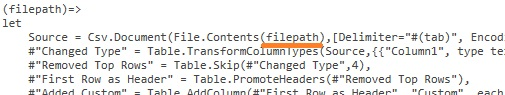 (filepath)=>
let
Source = Csv.Document(File.Contents(filepath),[Delimiter="#(tab)", Encodi
#"Changed Type" = Table.TransformColumnTypes(Source,{{"Column1", type te
#"Removed Top Rows" = Table.Skip(#"Changed Type",4),
#"First Row as Header" = Table.PromoteHeaders(#"Removed Top Rows"),
#"Added Custom" = Table.AddColumn(#"First Row as Header", "Custom", each